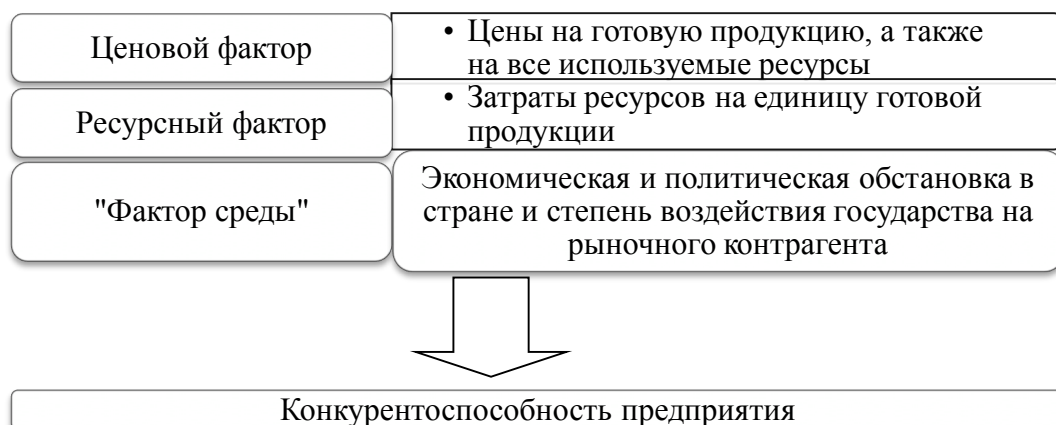 Ценовой фактор
• Цены на готовую продукцию, а также
на все используемые ресурсы
Ресурсный фактор
• Затраты ресурсов на единицу готовой
продукции
"Фактор среды"
Экономическая и политическая обстановка в
стране и степень воздействия государства на
рыночного контрагента
Конкурентоспособность предприятия